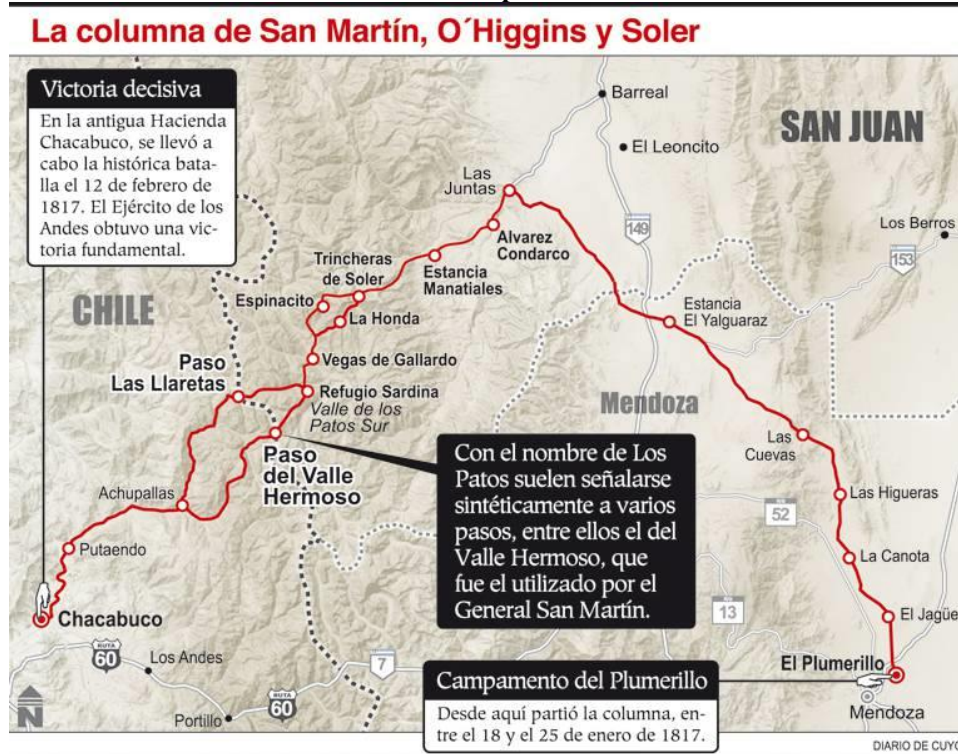 La columna de San Martín, O´Higgins y Soler
Victoria decisiva
En la antigua Hacienda
Chacabuco, se llevó a
cabo la histórica bata-
lla el 12 de febrero de
1817. El Ejército de los
Andes obtuvo una vic-
toria fundamental.
Barreal
SAN JUAN
El Leoncito
Las
Juntas
149
Los Berros
153
Alvarez
Condarco
Trincheras
de Soler
Estancia
Manatiales
Espinacito
CHILE
La Honda
Estancia
El Yalguaraz
Vegas de Gallardo
Paso
Las Llaretas
Refugio Sardina
Valle de los
Patos Sur
Mendoza
Las
Cuevas
Paso
del Valle
Hermoso
Con el nombre de Los
Patos suelen señalarse
sintéticamente a varios
pasos, entre ellos el del
Valle Hermoso, que
fue el utilizado por el
General San Martín.
Achupallas
Las Higueras
52
Putaendo
La Canota
13
El Jagüel
Chacabuco
RUTA
60
Los Andes
7
El Plumerillo
Campamento del Plumerillo
Desde aquí partió la columna, en-
tre el 18 y el 25 de enero de 1817.
RUTA
60
Portillo
Mendoza
N
DIARIO DE CUYO